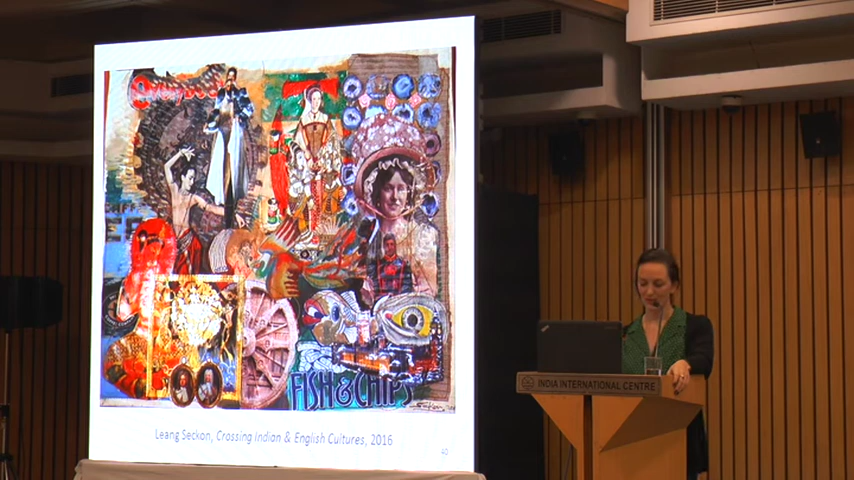 FISH & CHIPS
Leang Seckon, Crossing Indian & English Cultures, 2016
40
INDIA INTERNATIONAL CENTRE